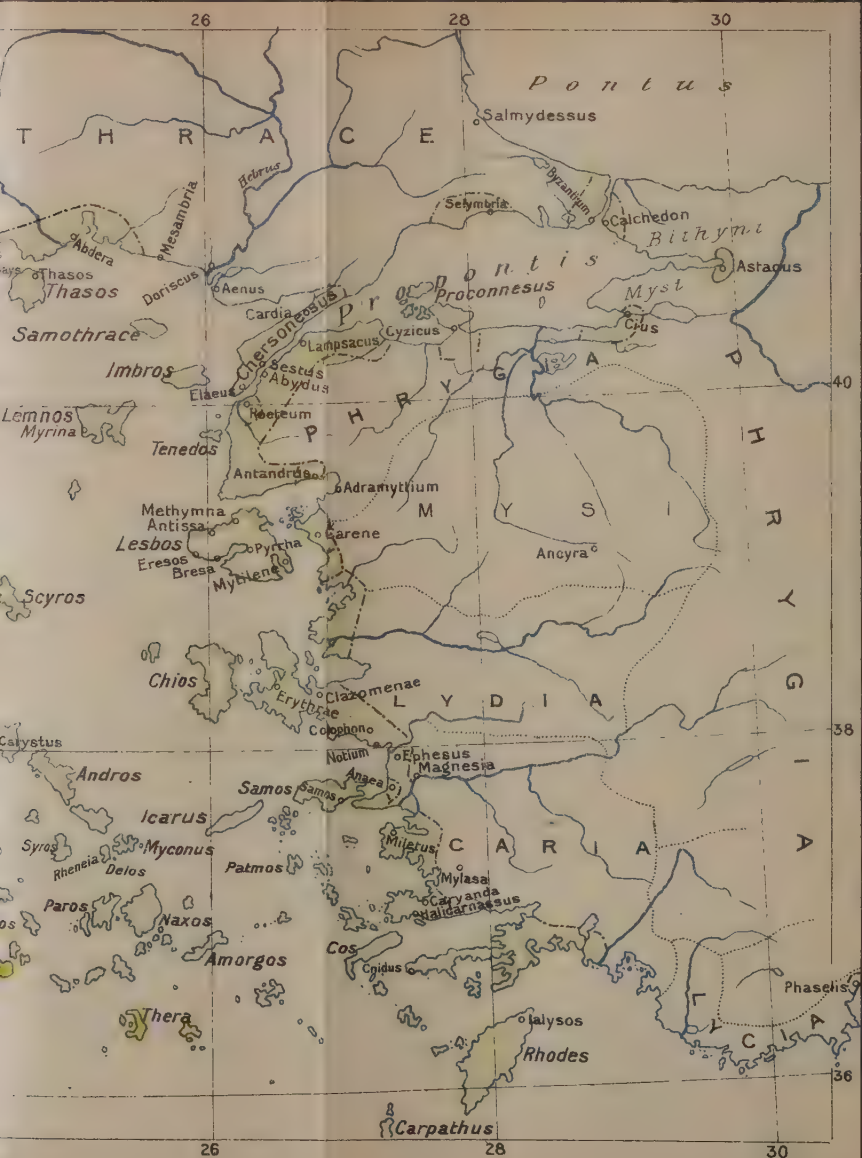 26
28
30
Pontus
Salmydessus
THRACE
Hebrus
Byzantium
Selymbria
Calchedon
Bithyni
Mesambria
Abdera
Astacus
Thasos
Thasos
Doriscus
Aenus
Propontis
Proconnesus
Myst
Cardia
Cius
Samothrace
Chersonesus
Lampsacus
Cyzicus
Imbros
Sestus
Abydus
Elaeus
40
Lemnos
Myrina
Roeteum
PHRYGIA
PHRYGIA
Tenedos
Antandrus
Adramyttium
Methymna
Antissa
MYSI
Lesbos
Pyrrha
Carene
Eresos
Bresa
Mytilene
Ancyra
Scyros
Chios
Erythrae
Clazomenae
LYDIA
Colophon
38
Carystus
Notium
Ephesus
Magnesia
Andros
Anaea
Samos
Samos
Icarus
Syros
Myconus
Rheneia
Delos
Miletus
CARIA
Patmos
Mylasa
Caryanda
Halidarnassus
Paros
Naxos
Amorgos
Cos
Cnidus
Phaselis
LYCIA
Thera
Ialysos
Rhodes
36
Carpathus
26
28
30